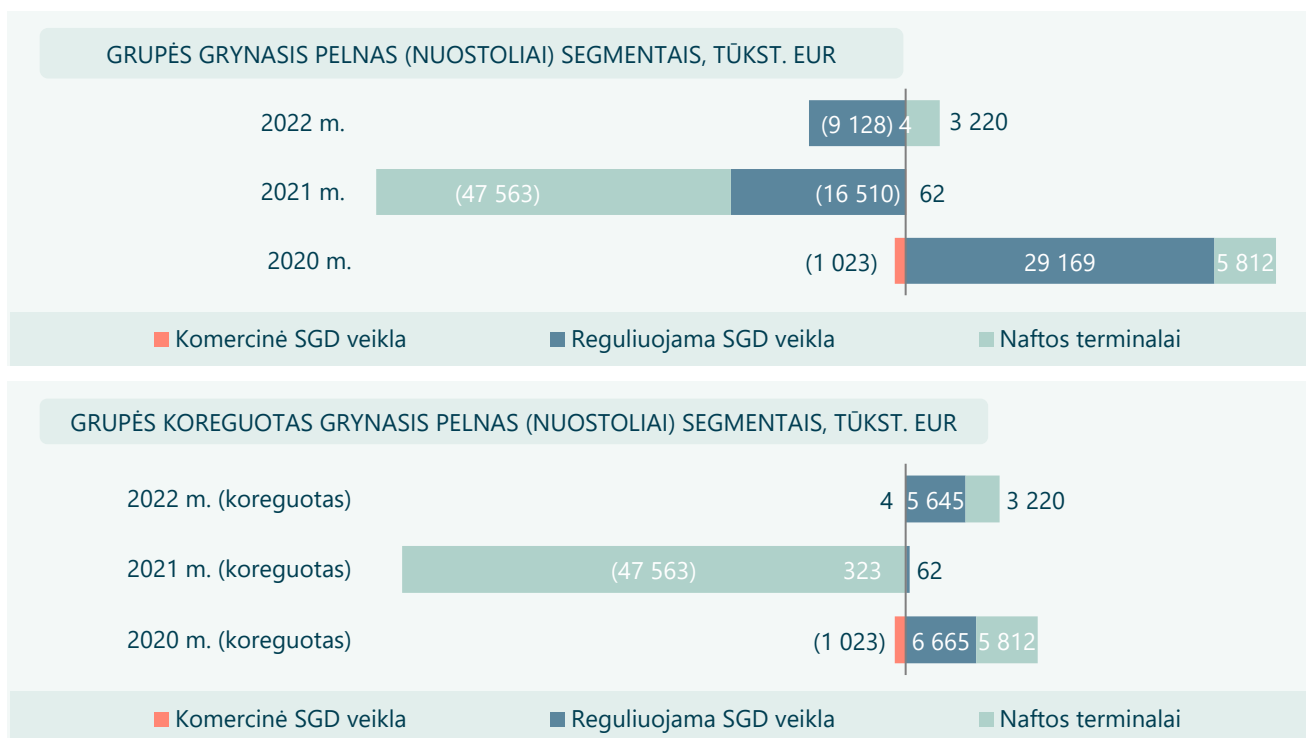 GRUPĖS GRYNASIS PELNAS (NUOSTOLIAI) SEGMENTAIS, TŪKST. EUR
2022 m. (9 128) 4 3 220
2021 m. (47 563) (16 510) 62
2020 m. (1 023) 29 169 5 812
Komercinė SGD veikla Reguliuojama SGD veikla Naftos terminalai
GRUPĖS KOREGUOTAS GRYNASIS PELNAS (NUOSTOLIAI) SEGMENTAIS, TŪKST. EUR
2022 m. (koreguotas) 4 5 645 3 220
2021 m. (koreguotas) (47 563) 323 62
2020 m. (koreguotas) (1 023) 6 665 5 812
Komercinė SGD veikla Reguliuojama SGD veikla Naftos terminalai